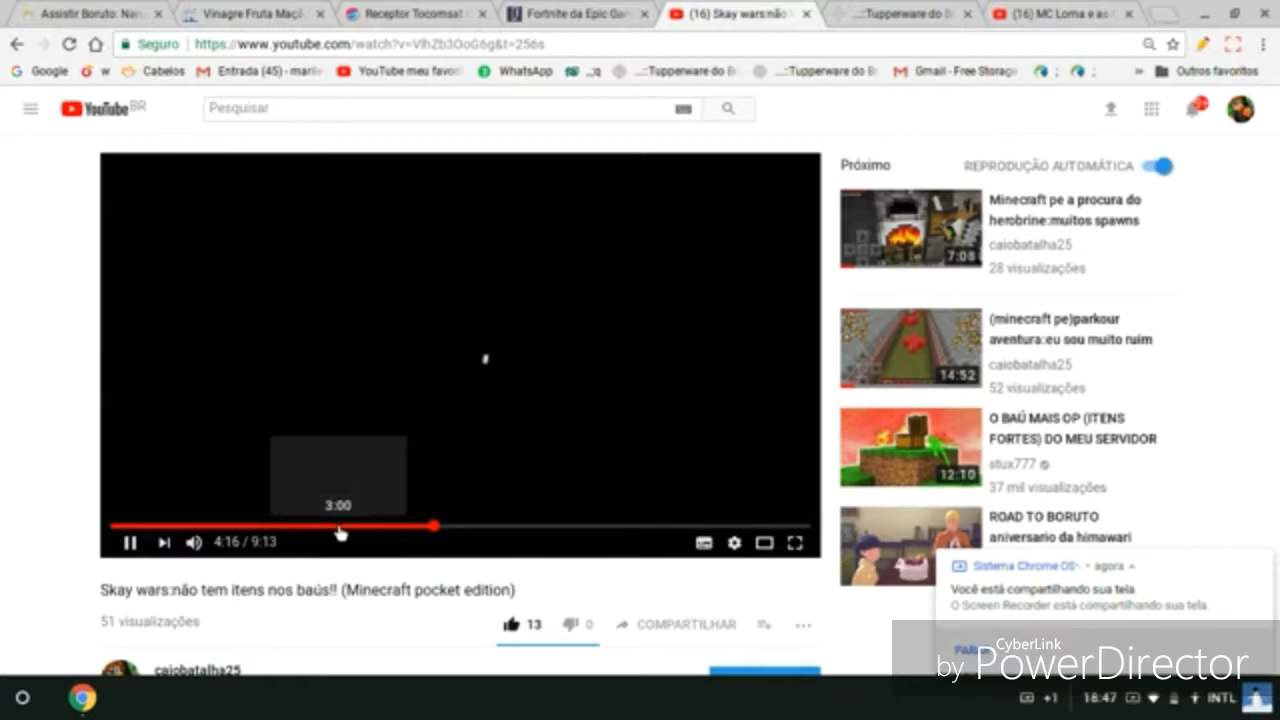 Assistir Boruto: Nar
Vinagre Fruta Maçi
Receptor Tocomsat
Fortnite da Epic Gar
(16) Skay wars:não
...::Tupperware do B
(16) MC Loma e as
Seguro
https://www.youtube.com/watch?v=VlhZb3OoG6g&t=256s
Google
w
Cabelos
Entrada (45) - marli
YouTube meu favo
WhatsApp
...::Tupperware do B
...::Tupperware do B
Gmail - Free Storage
Outros favoritos
YouTube BR
Pesquisar
9+
Próximo
REPRODUÇÃO AUTOMÁTICA
Minecraft pe a procura do
herobrine:muitos spawns
caiobatalha25
28 visualizações
7:08
(minecraft pe)parkour
aventura:eu sou muito ruim
caiobatalha25
52 visualizações
14:52
O BAÚ MAIS OP (ITENS
FORTES) DO MEU SERVIDOR
stux777
37 mil visualizações
12:10
ROAD TO BORUTO
aniversario da himawari
3:00
4:16 / 9:13
Skay wars:não tem itens nos baús!! (Minecraft pocket edition)
51 visualizações
13
0
COMPARTILHAR
caiobatalha25
Sistema Chrome OS • agora
Você está compartilhando sua tela
O Screen Recorder está compartilhando sua tela.
CyberLink
by PowerDirector
+1
18:47
INTL